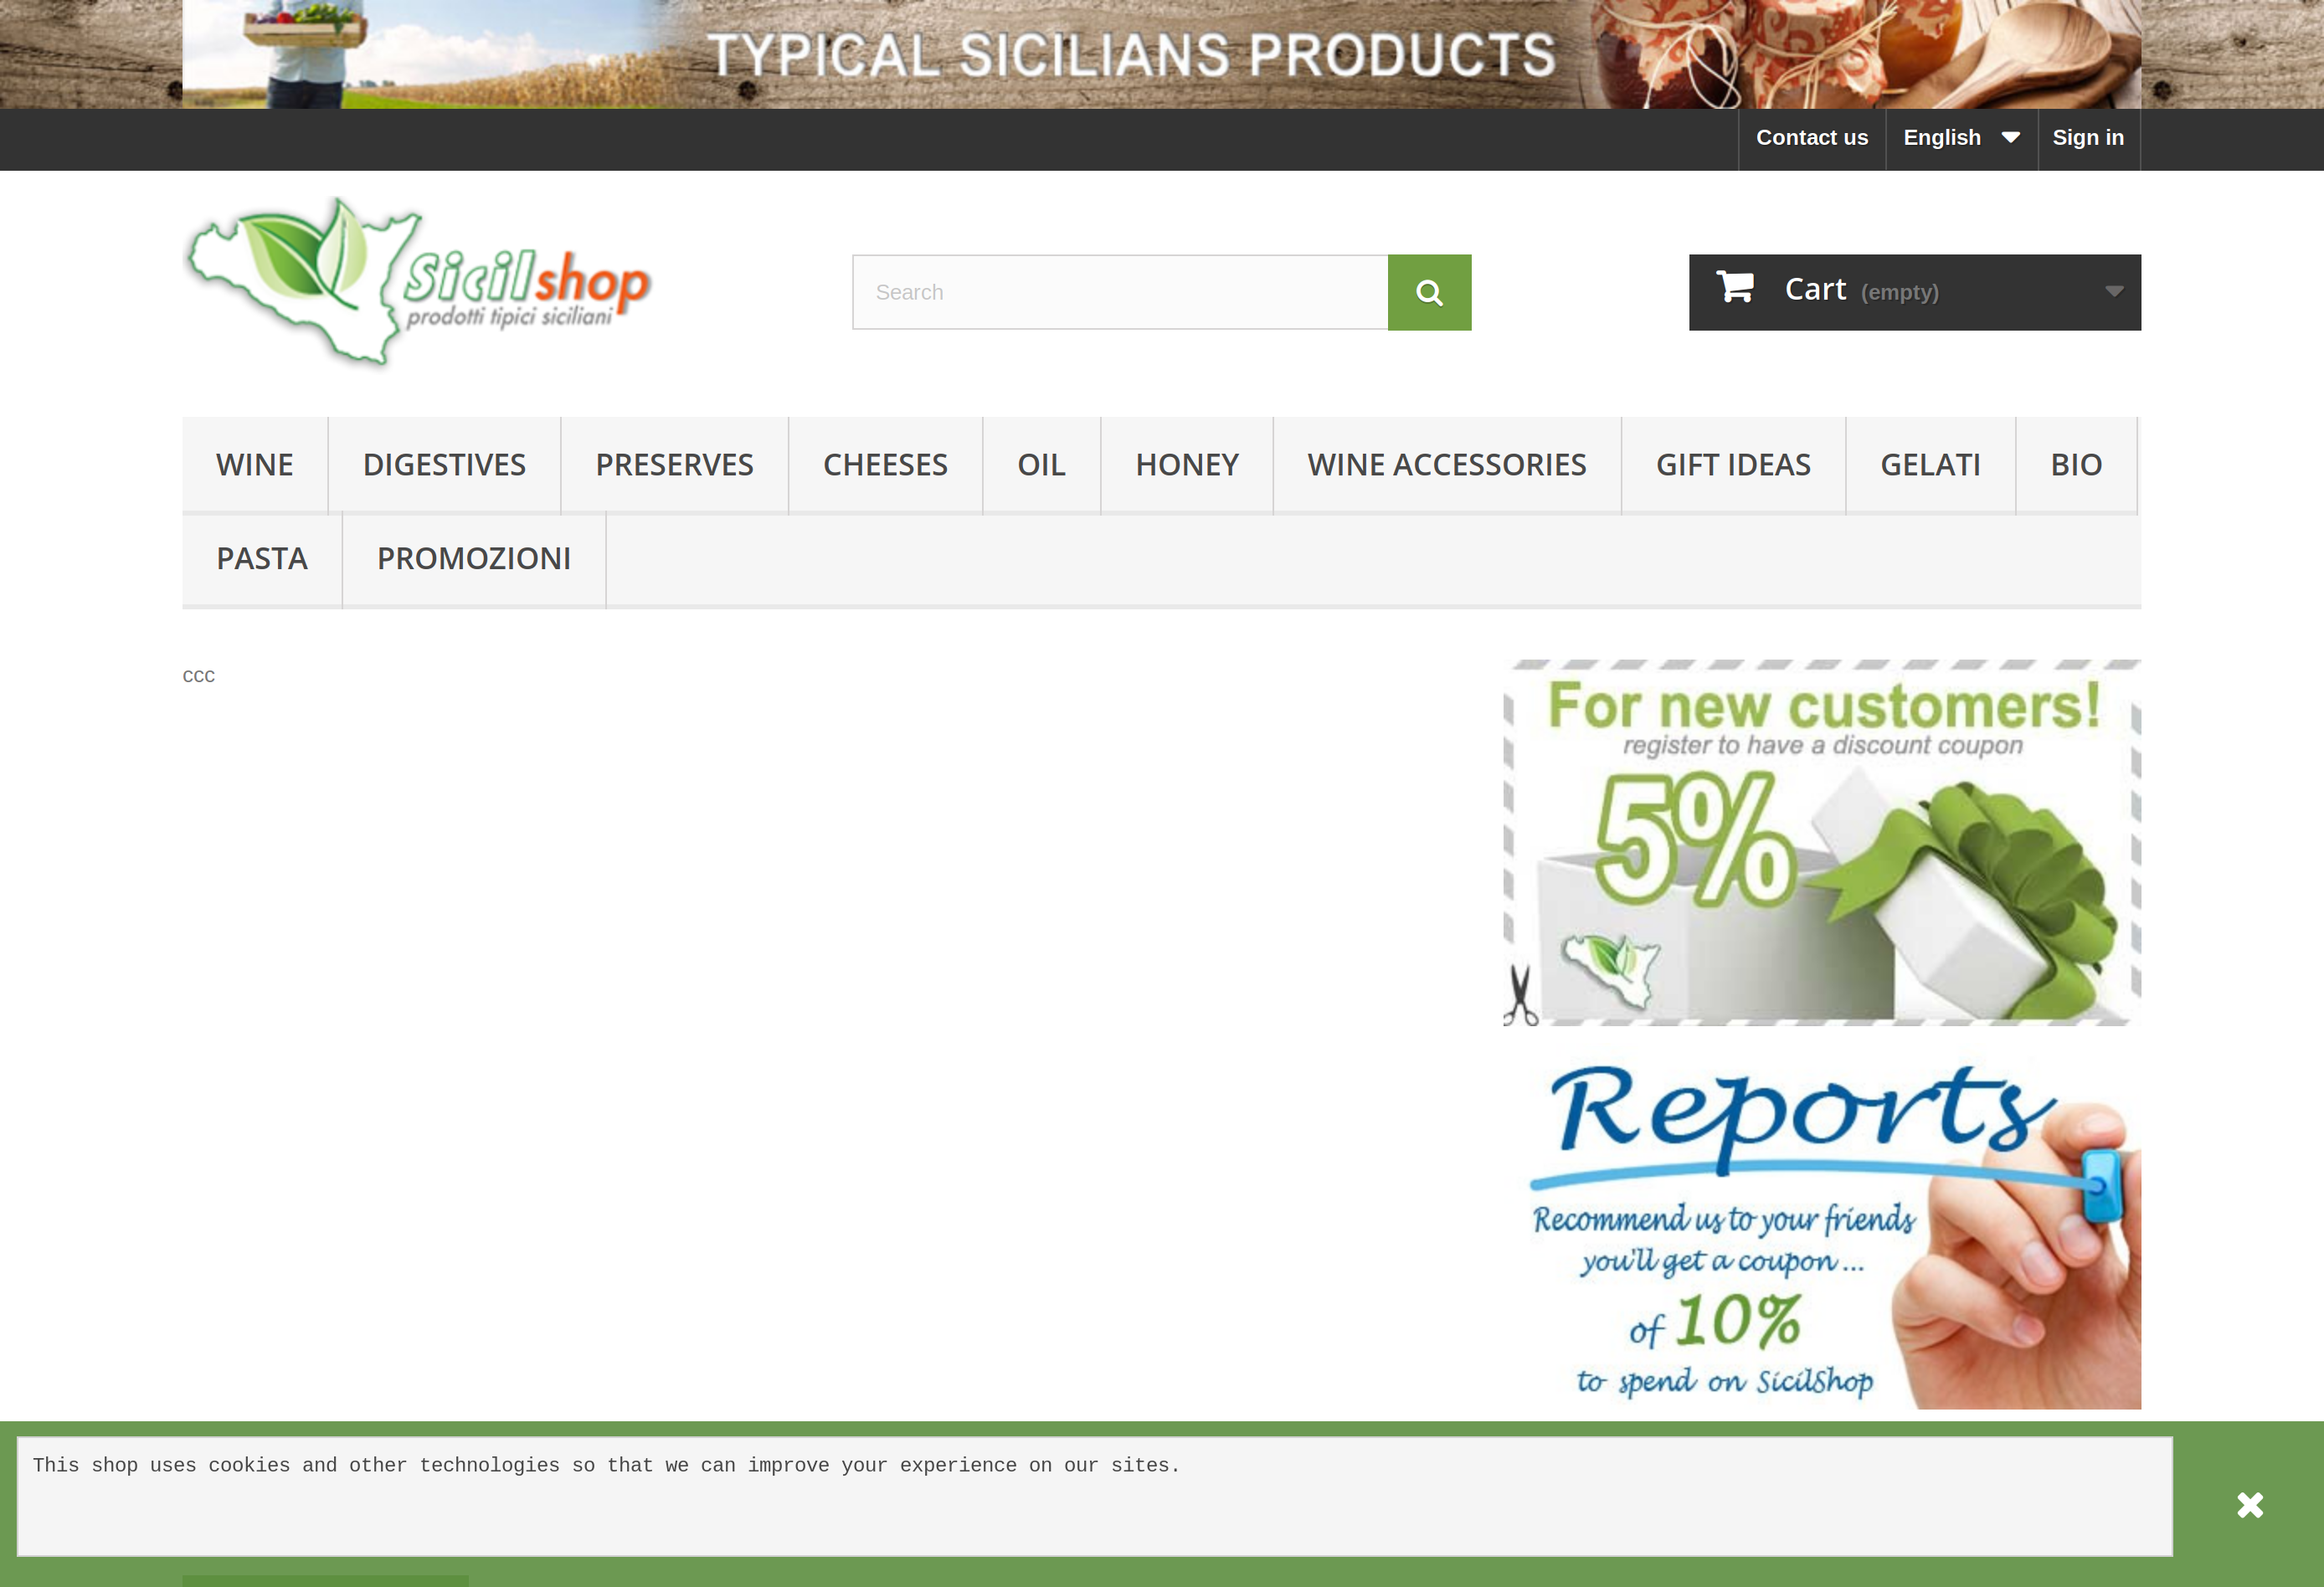 TYPICAL SICILIANS PRODUCTS
Contact us English Sign in
Sicilshop
prodotti tipici siciliani
Search
Cart (empty)
WINE DIGESTIVES PRESERVES CHEESES OIL HONEY WINE ACCESSORIES GIFT IDEAS GELATI BIO
PASTA PROMOZIONI
ccc
For new customers!
register to have a discount coupon
5%
Reports
Recommend us to your friends
you'll get a coupon...
of 10%
to spend on SicilShop
This shop uses cookies and other technologies so that we can improve your experience on our sites.